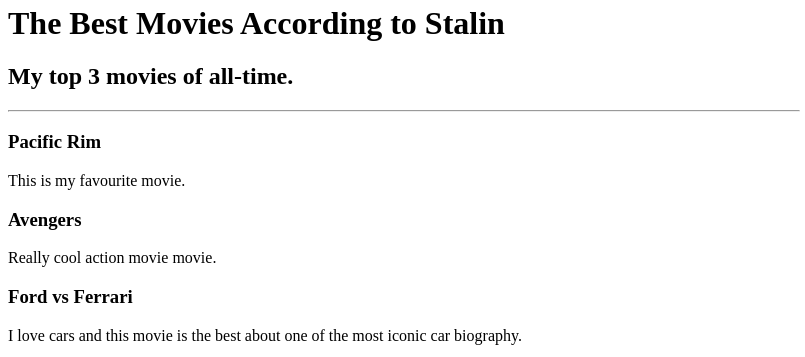 The Best Movies According to Stalin
My top 3 movies of all-time.
Pacific Rim
This is my favourite movie.
Avengers
Really cool action movie movie.
Ford vs Ferrari
I love cars and this movie is the best about one of the most iconic car biography.